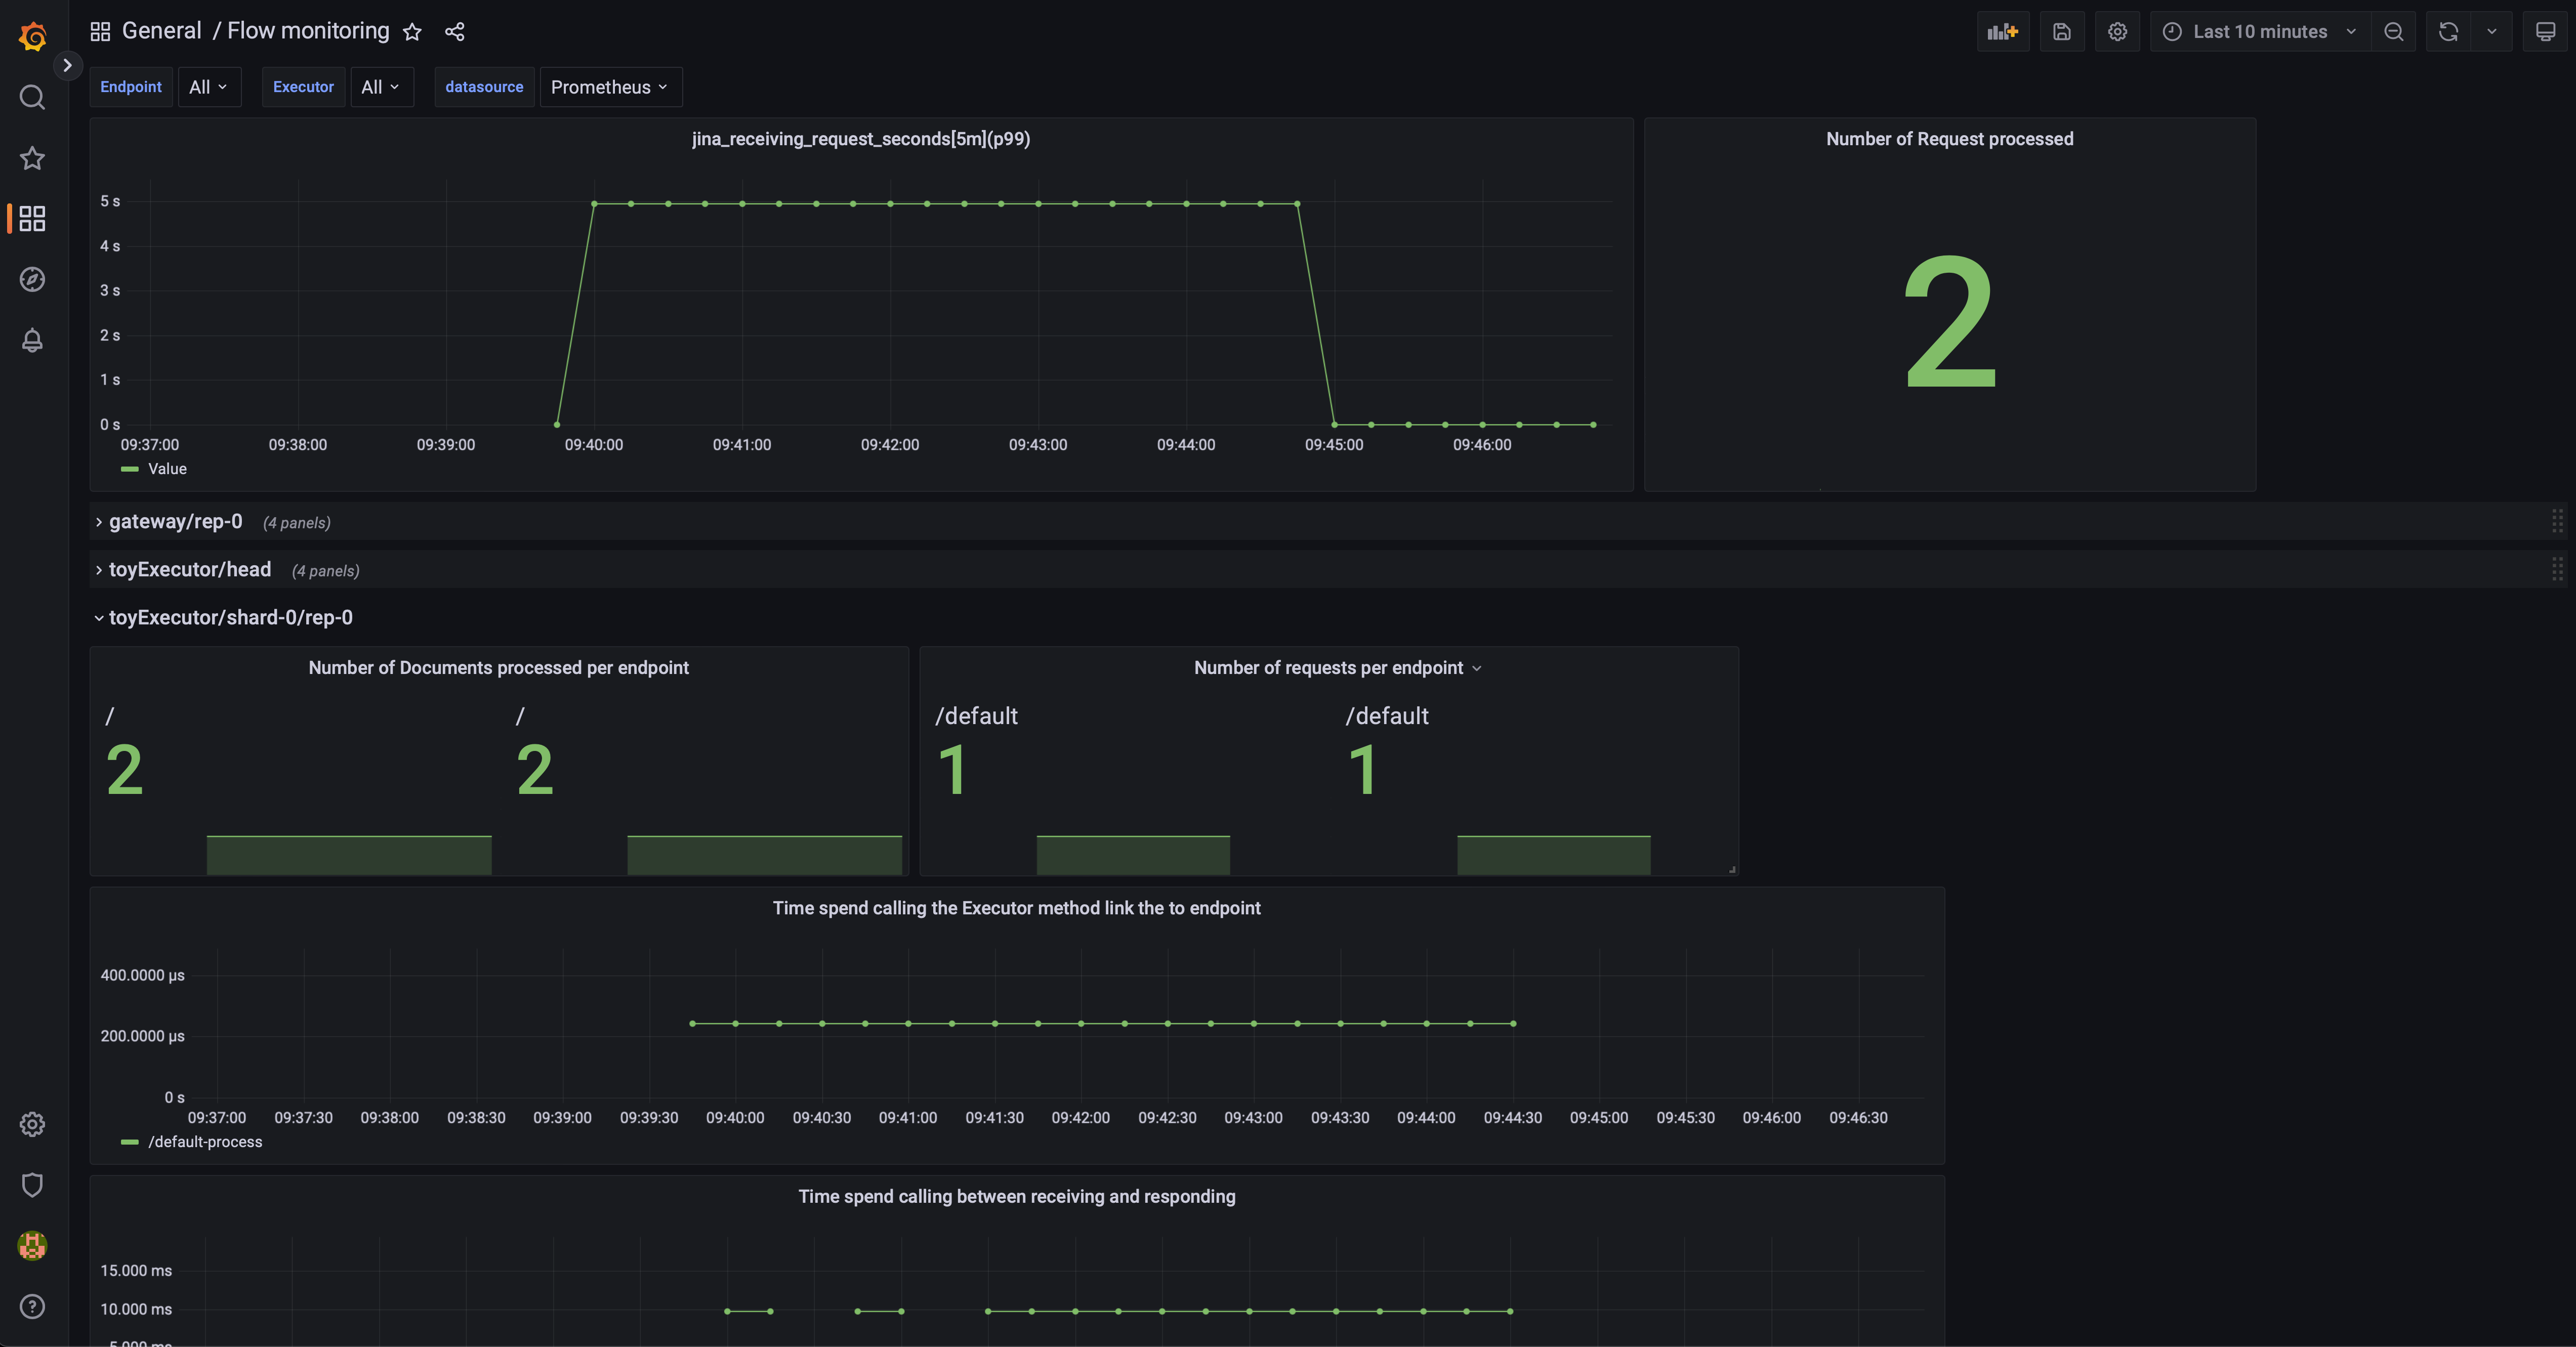 General / Flow monitoring
Last 10 minutes
Endpoint All Executor All datasource Prometheus
jina_receiving_request_seconds[5m](p99)
5 s
4 s
3 s
2 s
1 s
0 s
09:37:00 09:38:00 09:39:00 09:40:00 09:41:00 09:42:00 09:43:00 09:44:00 09:45:00 09:46:00
Value
Number of Request processed
2
gateway/rep-0 (4 panels)
toyExecutor/head (4 panels)
toyExecutor/shard-0/rep-0
Number of Documents processed per endpoint
/ /
2 2
Number of requests per endpoint
/default /default
1 1
Time spend calling the Executor method link the to endpoint
400.0000 µs
200.0000 µs
0 s
09:37:00 09:37:30 09:38:00 09:38:30 09:39:00 09:39:30 09:40:00 09:40:30 09:41:00 09:41:30 09:42:00 09:42:30 09:43:00 09:43:30 09:44:00 09:44:30 09:45:00 09:45:30 09:46:00 09:46:30
/default-process
Time spend calling between receiving and responding
15.000 ms
10.000 ms
5.000 ms